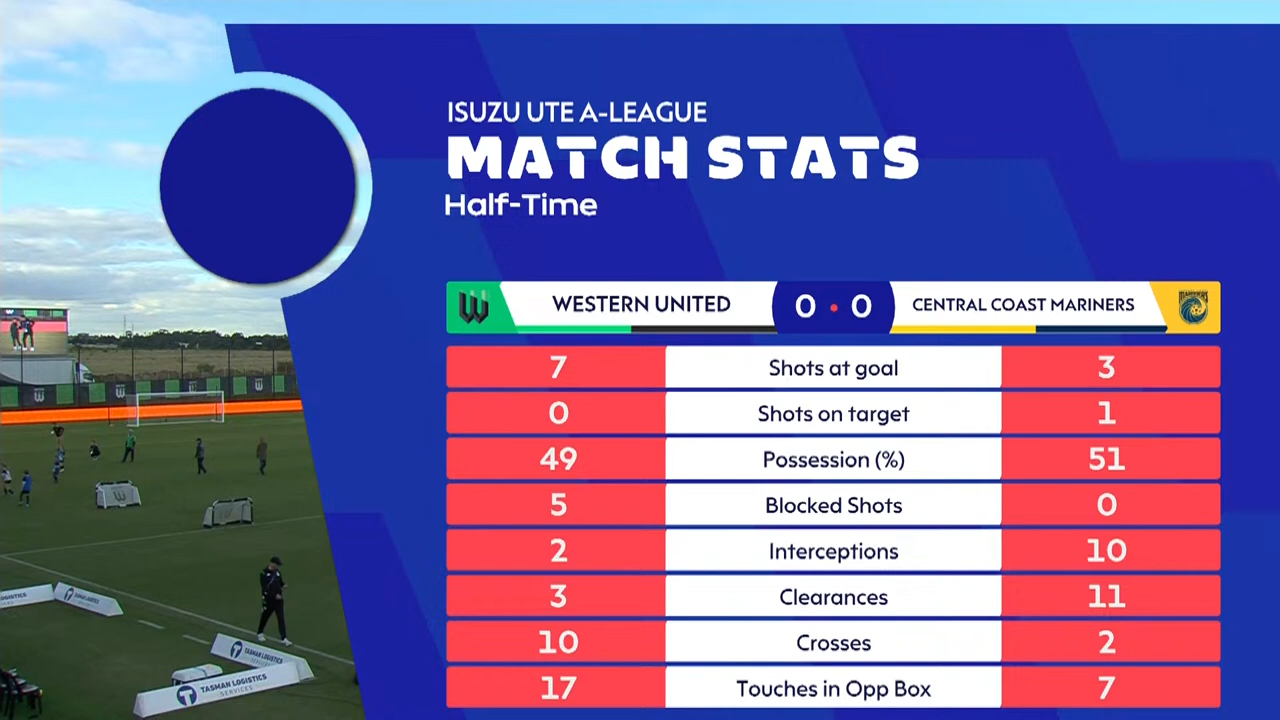 ISUZU UTE A-LEAGUE
MATCH STATS
Half-Time
WESTERN UNITED 0 • 0 CENTRAL COAST MARINERS
7 Shots at goal 3
0 Shots on target 1
49 Possession (%) 51
5 Blocked Shots 0
2 Interceptions 10
3 Clearances 11
10 Crosses 2
17 Touches in Opp Box 7
TASMAN LOGISTICS
SERVICES